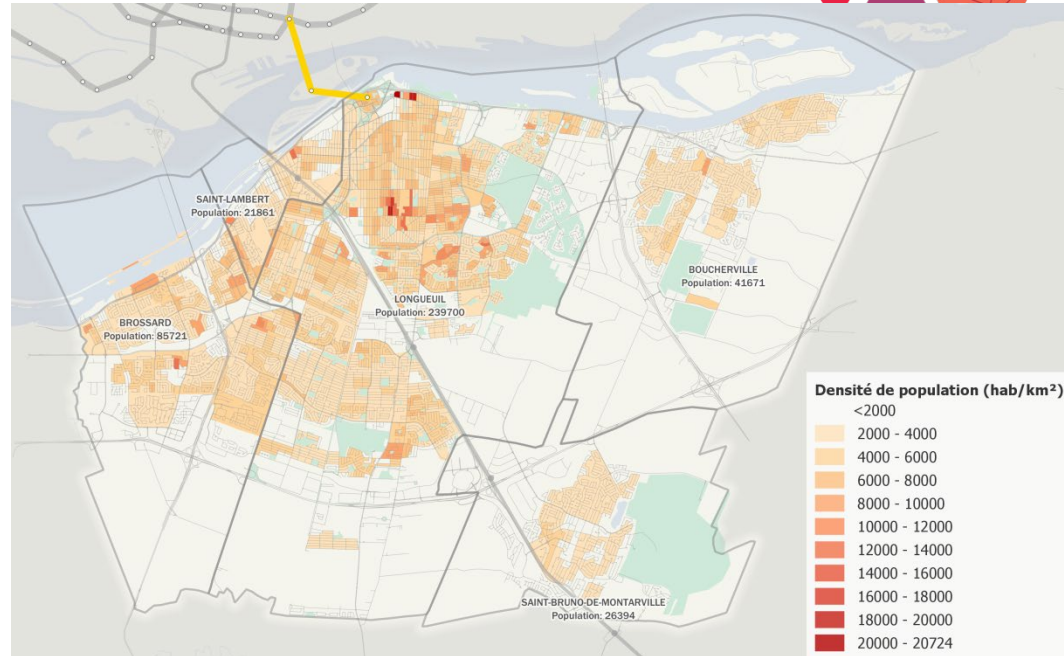 SAINT-LAMBERT
Population: 21861
BOUCHERVILLE
Population: 41671
LONGUEUIL
Population: 239700
BROSSARD
Population: 85721
SAINT-BRUNO-DE-MONTARVILLE
Population: 26394
Densité de population (hab/km²)
<2000
2000 - 4000
4000 - 6000
6000 - 8000
8000 - 10000
10000 - 12000
12000 - 14000
14000 - 16000
16000 - 18000
18000 - 20000
20000 - 20724